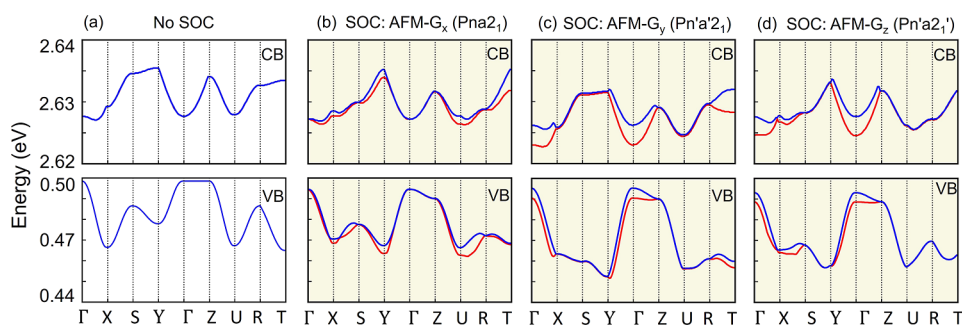 (a) No SOC
(b) SOC: AFM-Gx (Pna2₁)
(c) SOC: AFM-Gy (Pn'a'2₁)
(d) SOC: AFM-Gz (Pn'a2₁')
Energy (eV)
2.64
2.63
2.62
CB
CB
CB
CB
0.50
0.47
0.44
VB
VB
VB
VB
Γ X S Y Γ Z U R T
Γ X S Y Γ Z U R T
Γ X S Y Γ Z U R T
Γ X S Y Γ Z U R T